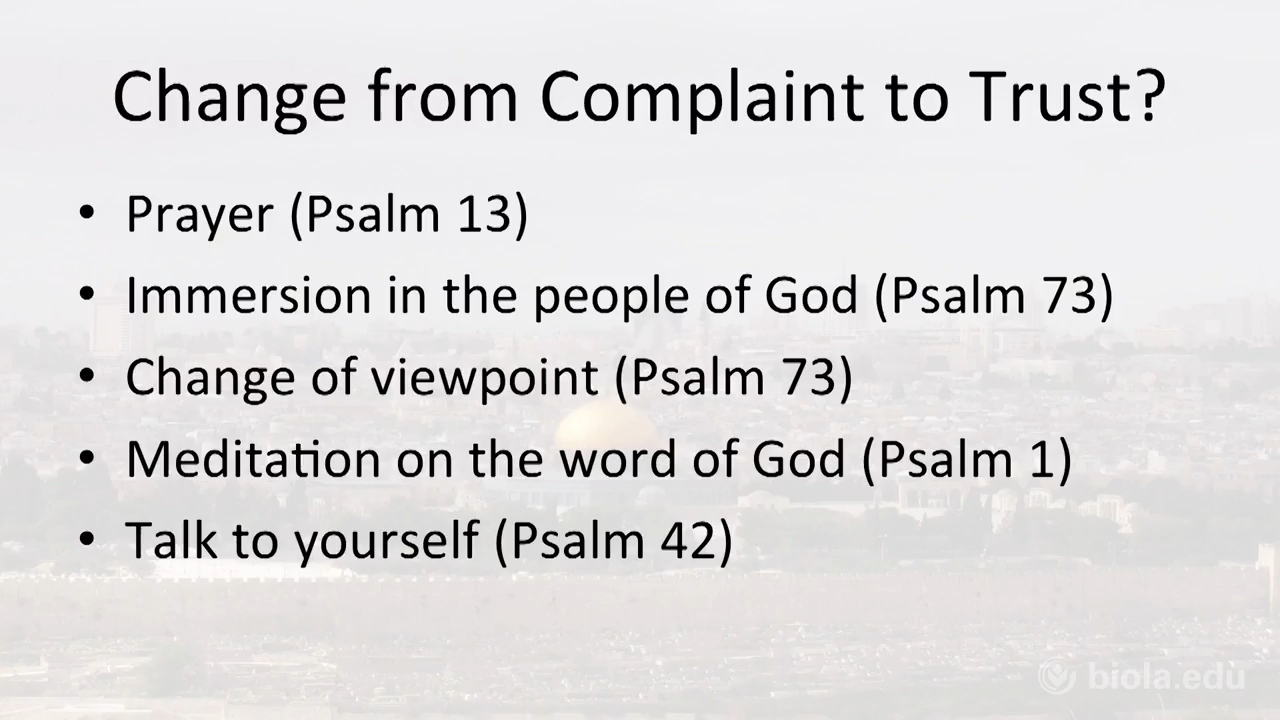 Change from Complaint to Trust?
• Prayer (Psalm 13)
• Immersion in the people of God (Psalm 73)
• Change of viewpoint (Psalm 73)
• Meditation on the word of God (Psalm 1)
• Talk to yourself (Psalm 42)
biola.edu